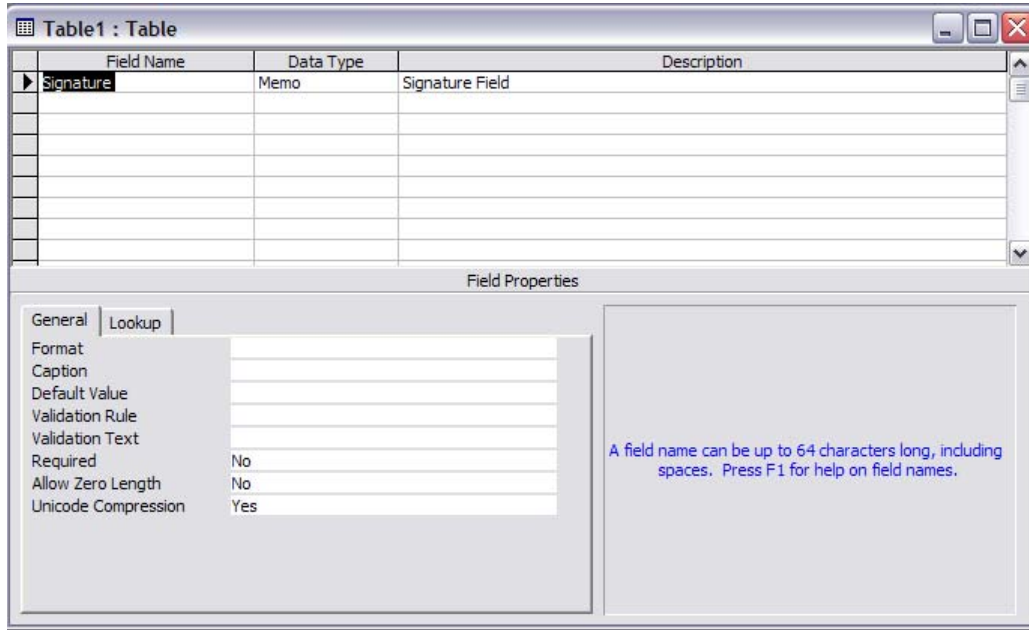 Table1 : Table
Field Name Data Type Description
Signature Memo Signature Field
Field Properties
General Lookup
Format
Caption
Default Value
Validation Rule
Validation Text
Required No
Allow Zero Length No
Unicode Compression Yes
A field name can be up to 64 characters long, including
spaces. Press F1 for help on field names.